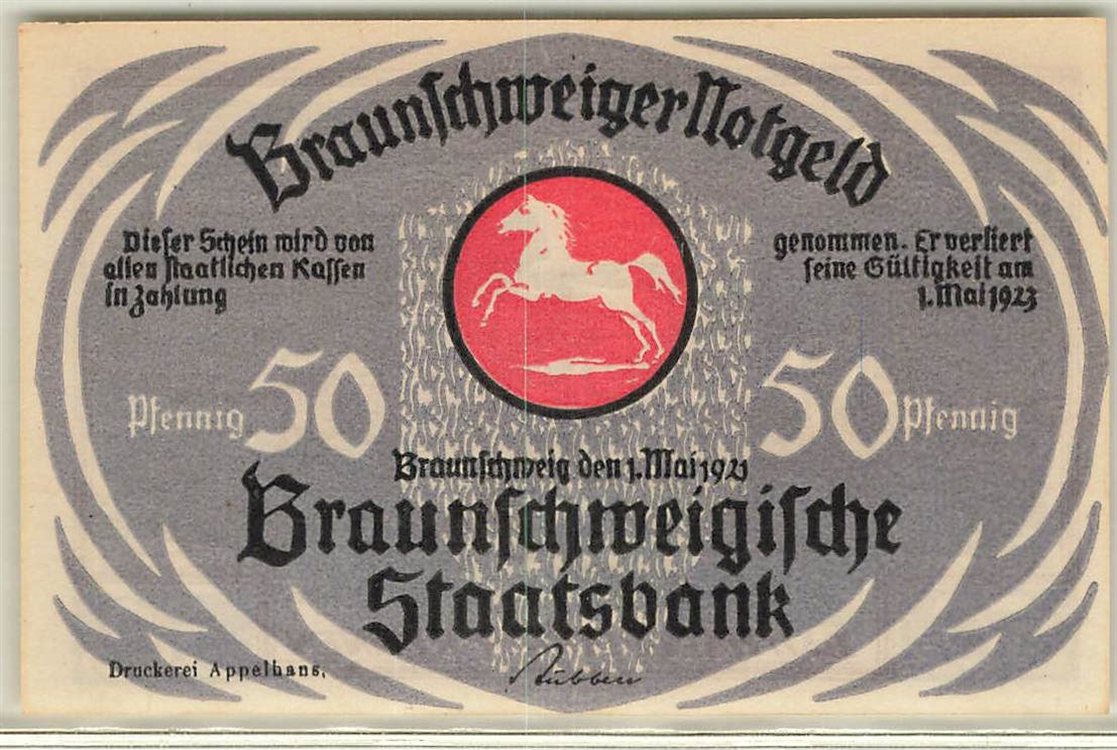 Braunschweiger Notgeld
Dieser Schein wird von
allen staatlichen Kassen
in Zahlung
genommen. Er verliert
seine Gültigkeit am
1. Mai 1923
Pfennig 50
50 Pfennig
Braunschweig den 1. Mai 1921
Braunschweigische
Staatsbank
Druckerei Appelhans,
Stübben